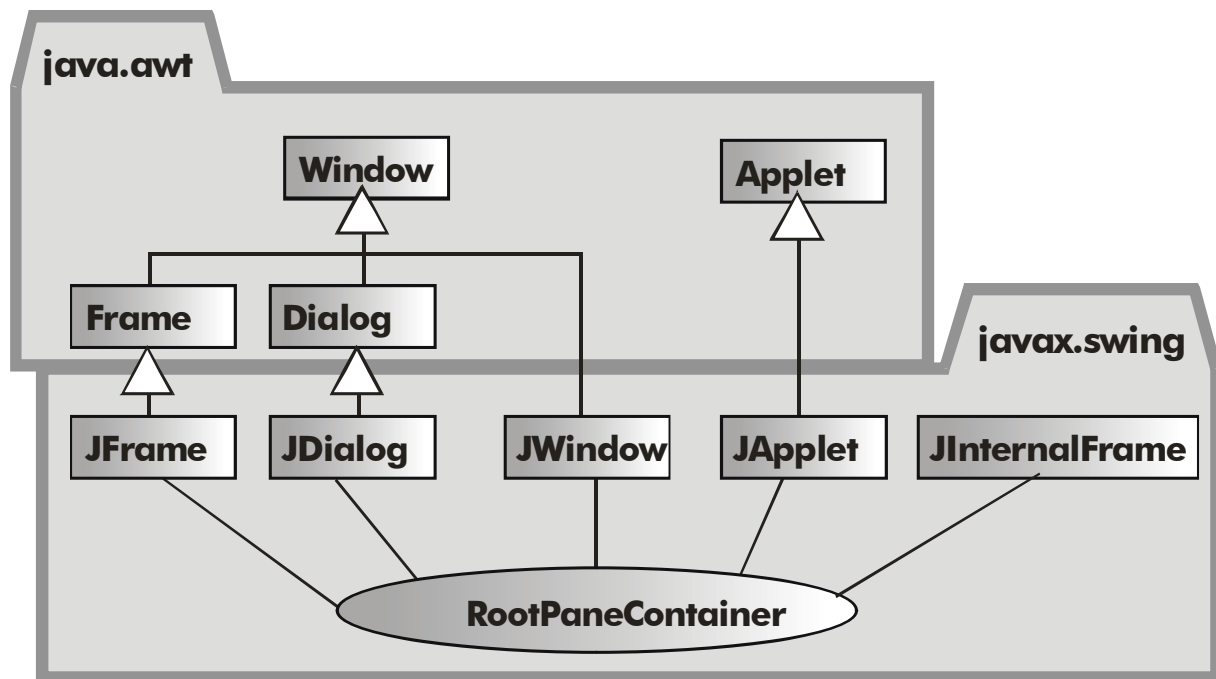 java.awt
Window
Applet
Frame
Dialog
javax.swing
JFrame
JDialog
JWindow
JApplet
JInternalFrame
RootPaneContainer